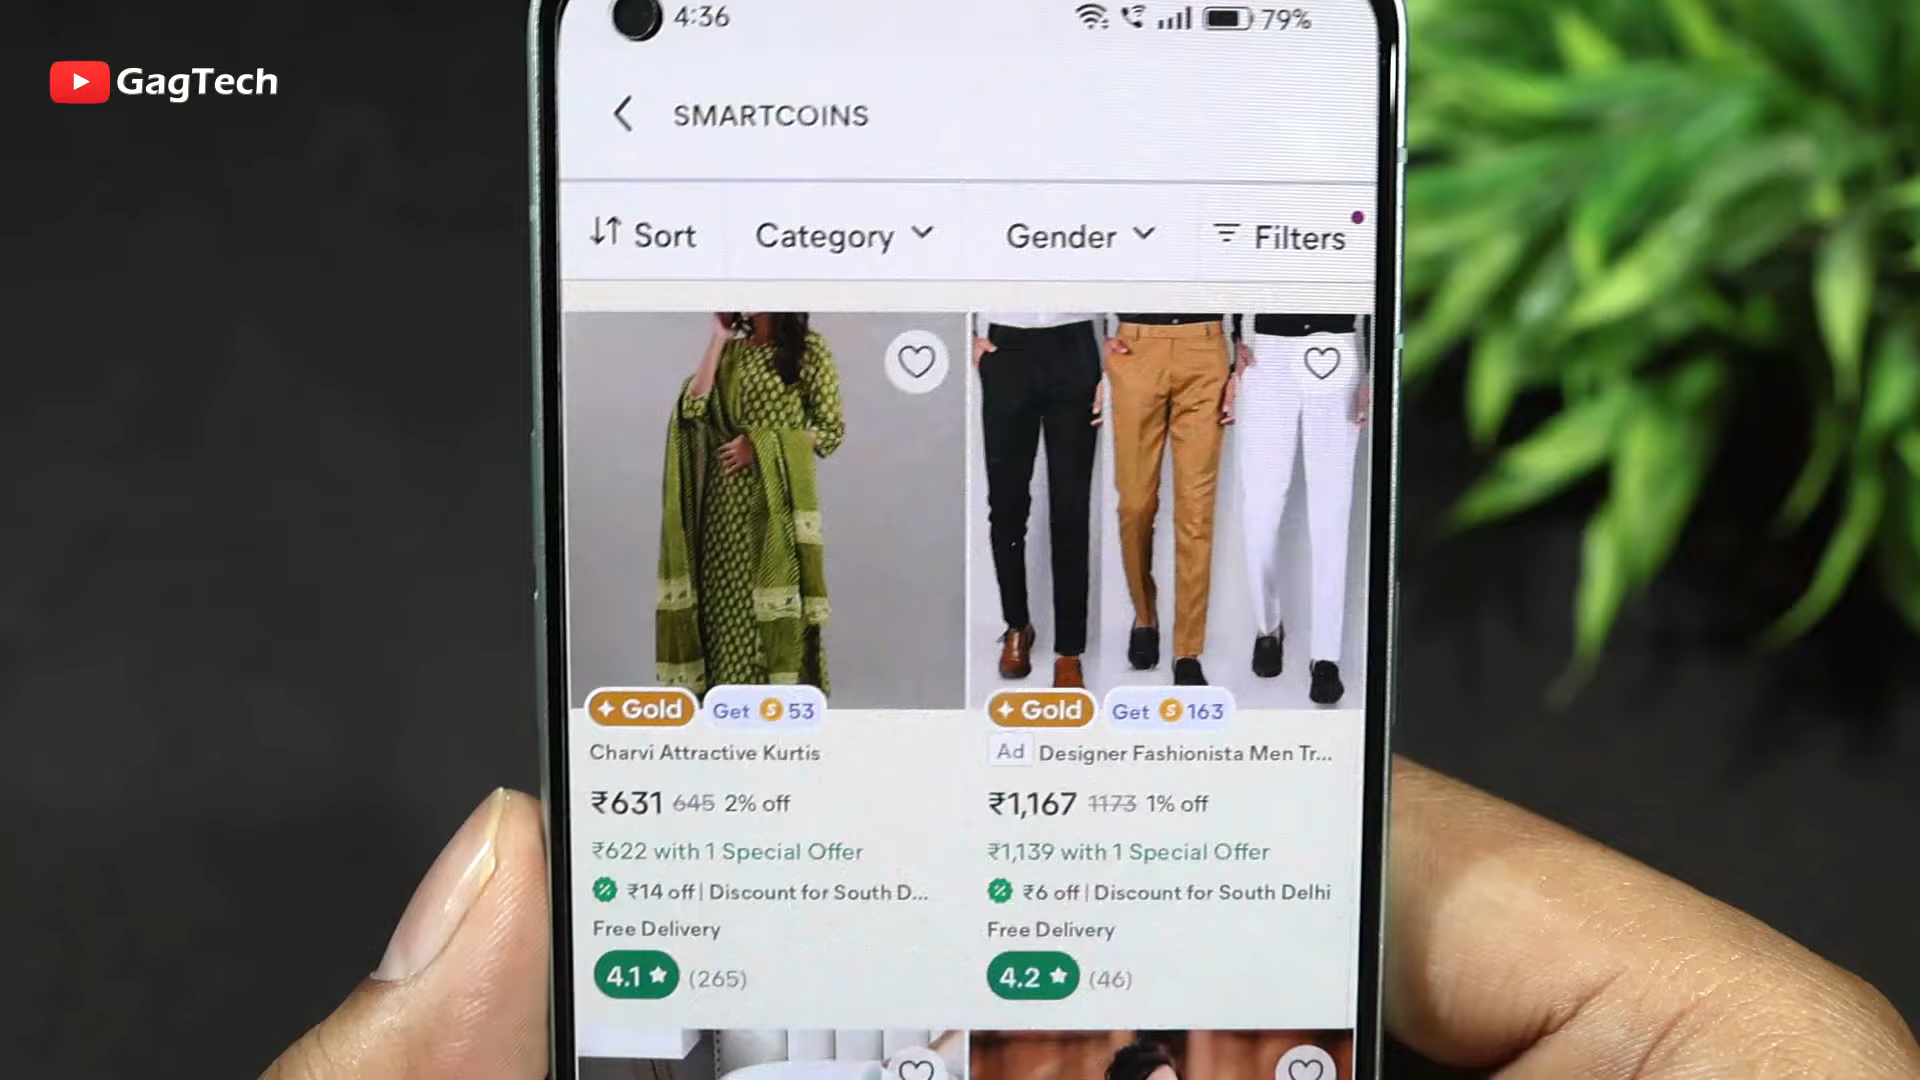 GagTech
4:36
79%
SMARTCOINS
Sort Category Gender Filters
Gold Get S 53
Charvi Attractive Kurtis
₹631 645 2% off
₹622 with 1 Special Offer
₹14 off | Discount for South D...
Free Delivery
4.1 ★ (265)
Gold Get S 163
Ad Designer Fashionista Men Tr...
₹1,167 1173 1% off
₹1,139 with 1 Special Offer
₹6 off | Discount for South Delhi
Free Delivery
4.2 ★ (46)